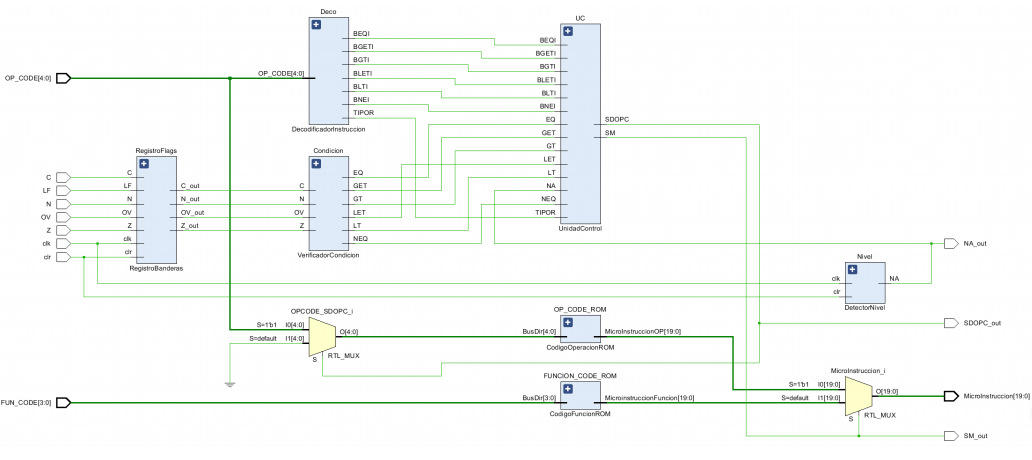 Deco
OP_CODE[4:0]
OP_CODE[4:0]
BEQI
BGETI
BGTI
BLETI
BLTI
BNEI
TIPOR
DecodificadorInstruccion
UC
BEQI
BGETI
BGTI
BLETI
BLTI
BNEI
EQ
GET
GT
LET
LT
NA
NEQ
TIPOR
SDOPC
SM
UnidadControl
RegistroFlags
C
LF
N
OV
Z
clk
clr
C
LF
N
OV
Z
clk
clr
C_out
N_out
OV_out
Z_out
RegistroBanderas
Condicion
C
N
OV
Z
EQ
GET
GT
LET
LT
NEQ
VerificadorCondicion
NA_out
Nivel
clk
clr
NA
DetectorNivel
OPCODE_SDOPC_i
S=1'b1 I0[4:0]
S=default I1[4:0]
O[4:0]
S
RTL_MUX
OP_CODE_ROM
BusDir[4:0]
MicroInstruccionOP[19:0]
CodigoOperacionROM
SDOPC_out
FUNCION_CODE_ROM
FUN_CODE[3:0]
BusDir[3:0]
MicroinstruccionFuncion[19:0]
CodigoFuncionROM
MicroInstruccion_i
S=1'b1 I0[19:0]
S=default I1[19:0]
O[19:0]
S
RTL_MUX
MicroInstruccion[19:0]
SM_out